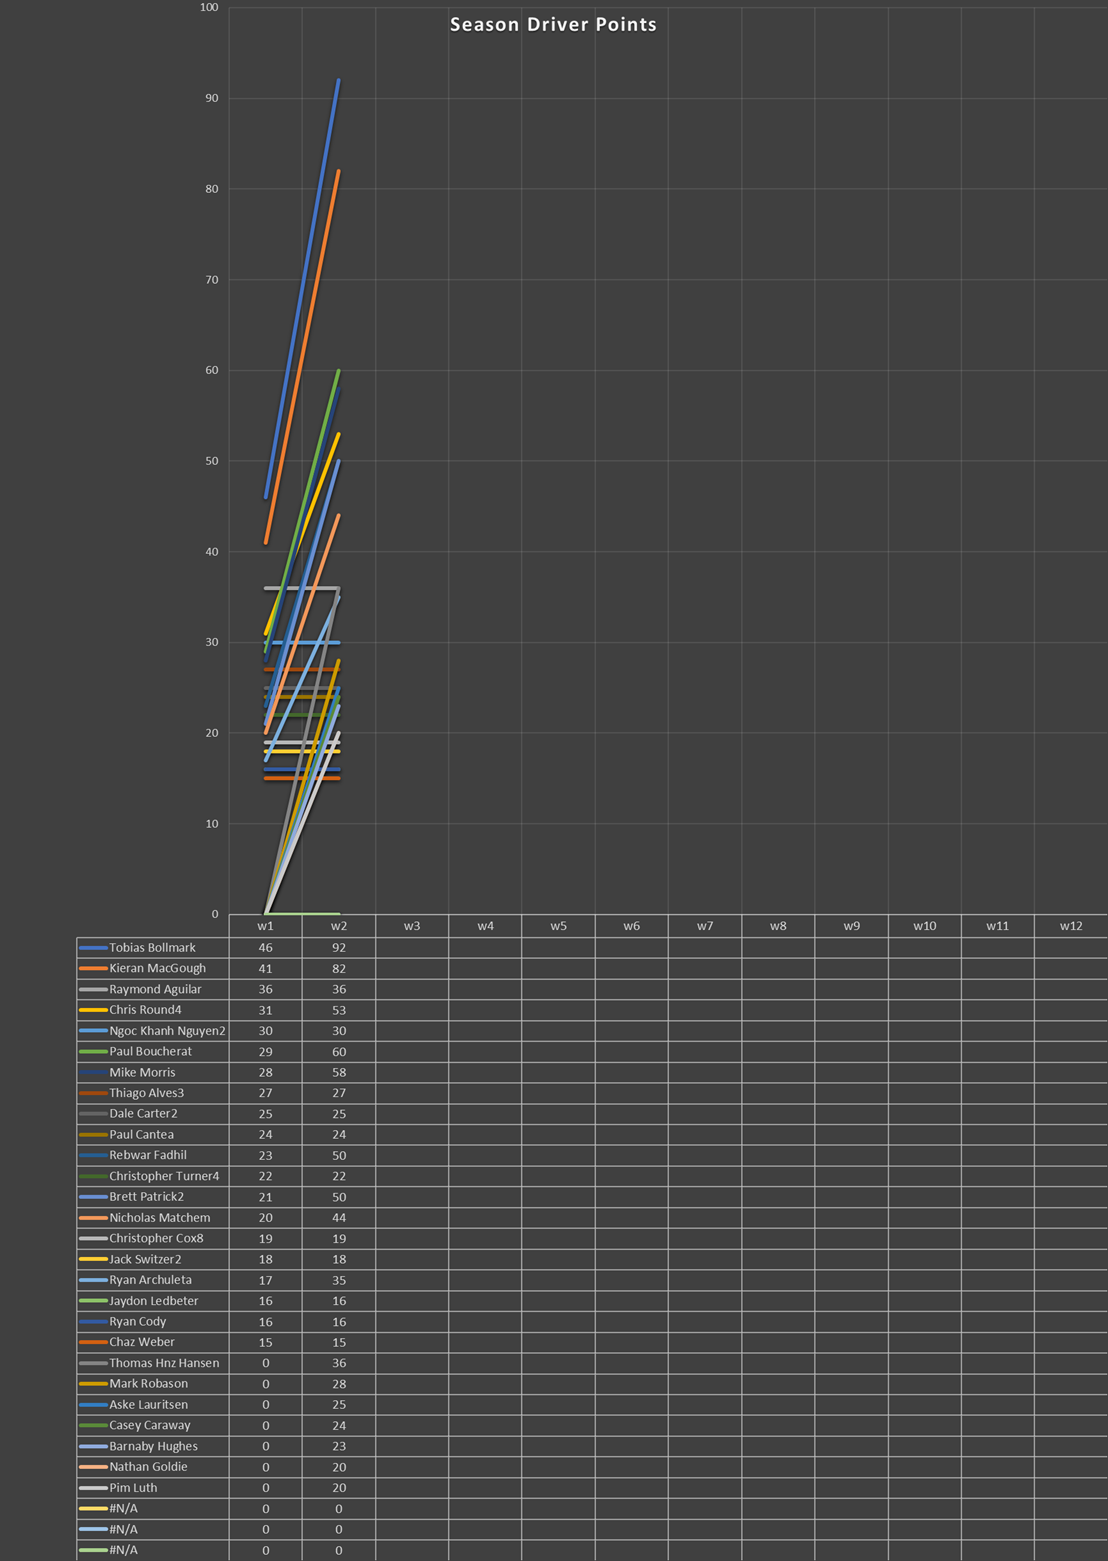 100
Season Driver Points
90
80
70
60
50
40
30
20
10
0
w1 w2 w3 w4 w5 w6 w7 w8 w9 w10 w11 w12
Tobias Bollmark 46 92
Kieran MacGough 41 82
Raymond Aguilar 36 36
Chris Round4 31 53
Ngoc Khanh Nguyen2 30 30
Paul Boucherat 29 60
Mike Morris 28 58
Thiago Alves3 27 27
Dale Carter2 25 25
Paul Cantea 24 24
Rebwar Fadhil 23 50
Christopher Turner4 22 22
Brett Patrick2 21 50
Nicholas Matchem 20 44
Christopher Cox8 19 19
Jack Switzer2 18 18
Ryan Archuleta 17 35
Jaydon Ledbeter 16 16
Ryan Cody 16 16
Chaz Weber 15 15
Thomas Hnz Hansen 0 36
Mark Robason 0 28
Aske Lauritsen 0 25
Casey Caraway 0 24
Barnaby Hughes 0 23
Nathan Goldie 0 20
Pim Luth 0 20
#N/A 0 0
#N/A 0 0
#N/A 0 0